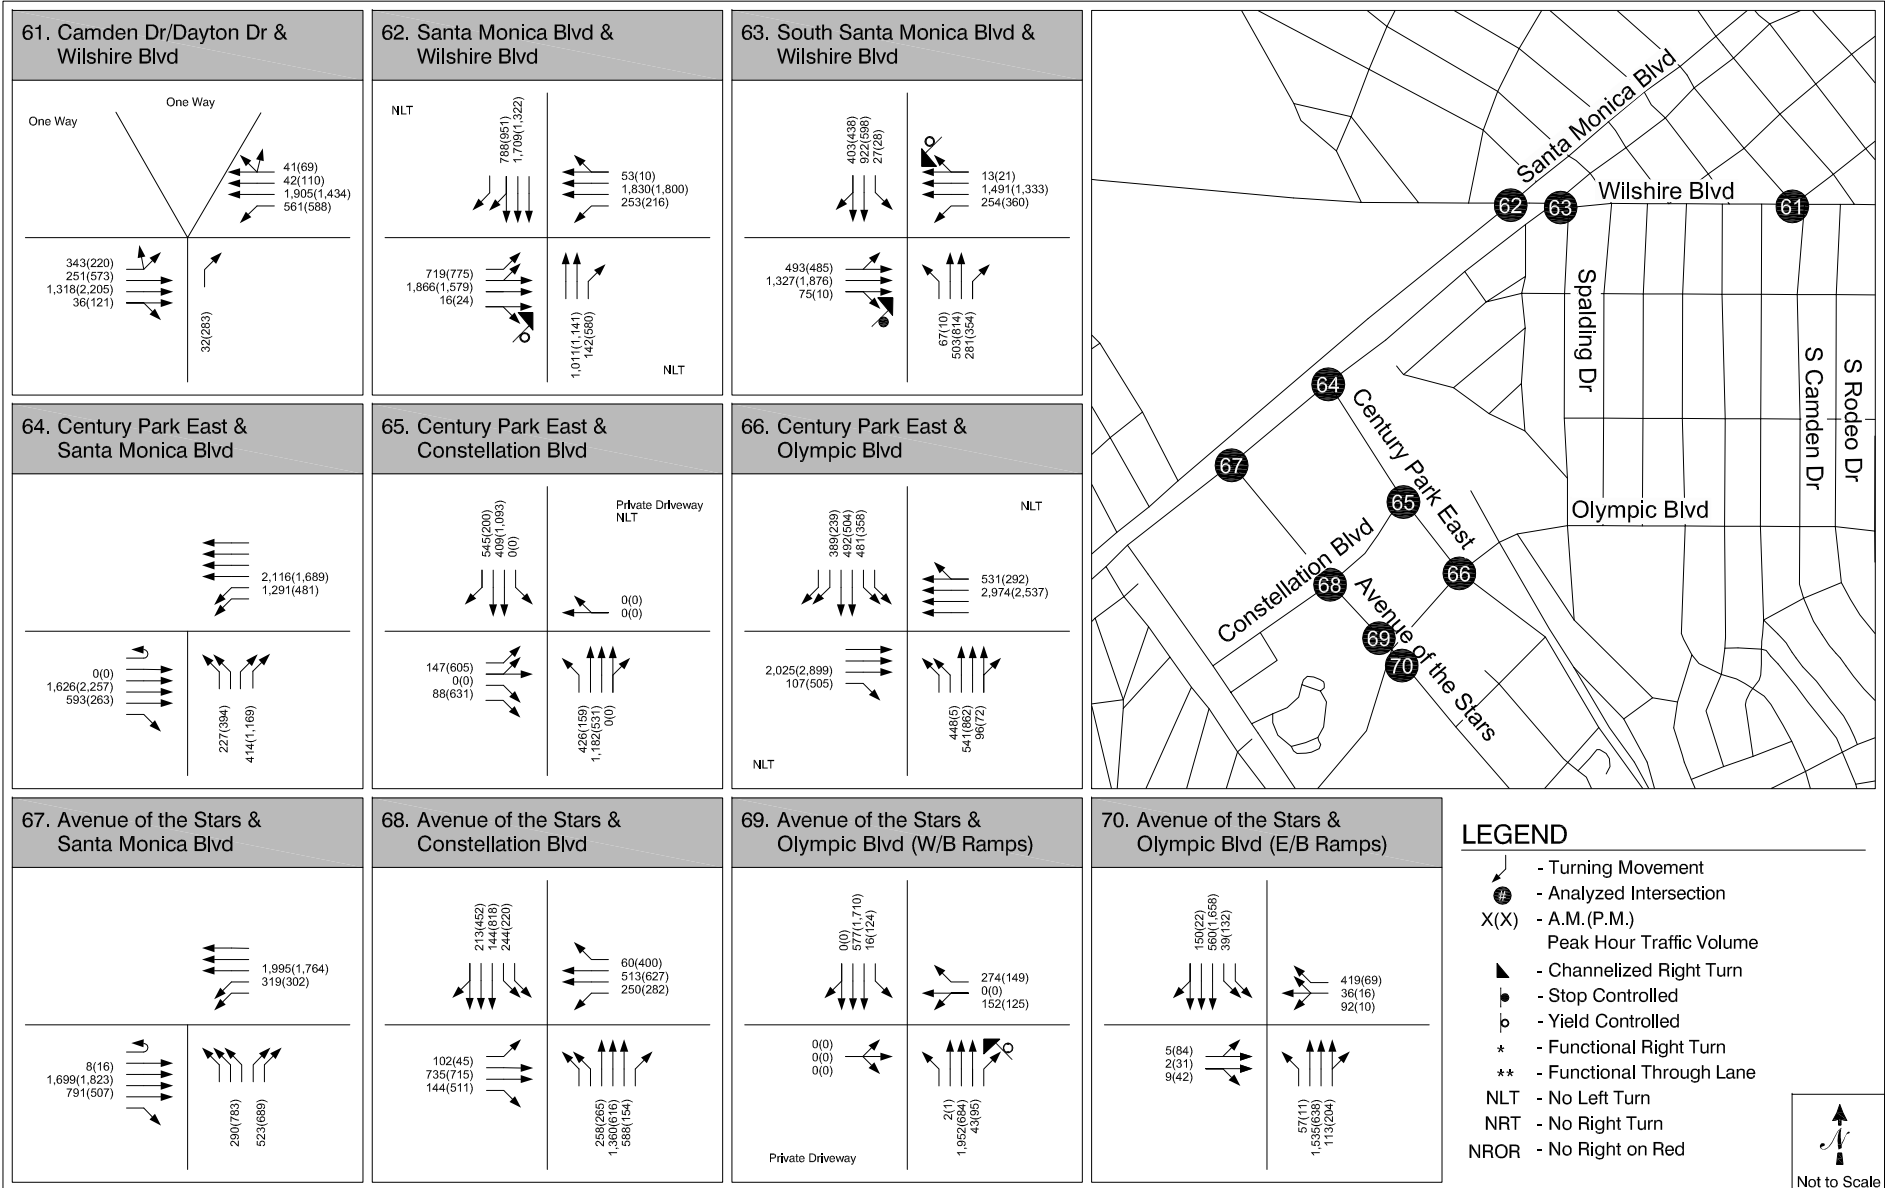 61. Camden Dr/Dayton Dr &
Wilshire Blvd
One Way
One Way
41(69)
42(110)
1,905(1,434)
561(588)
343(220)
251(573)
1,318(2,205)
36(121)
32(283)
62. Santa Monica Blvd &
Wilshire Blvd
NLT
788(951)
1,709(1,322)
53(10)
1,830(1,800)
253(216)
719(775)
1,866(1,579)
16(24)
1,011(1,141)
142(580)
NLT
63. South Santa Monica Blvd &
Wilshire Blvd
403(438)
922(598)
27(28)
13(21)
1,491(1,333)
254(360)
493(485)
1,327(1,876)
75(10)
67(10)
503(814)
281(354)
64. Century Park East &
Santa Monica Blvd
2,116(1,689)
1,291(481)
0(0)
1,626(2,257)
593(263)
227(394)
414(1,169)
65. Century Park East &
Constellation Blvd
545(200)
409(1,093)
0(0)
Private Driveway
NLT
0(0)
0(0)
147(605)
0(0)
88(631)
426(159)
1,182(531)
0(0)
66. Century Park East &
Olympic Blvd
389(239)
492(504)
481(358)
NLT
531(292)
2,974(2,537)
2,025(2,899)
107(505)
448(5)
541(862)
96(72)
NLT
67. Avenue of the Stars &
Santa Monica Blvd
1,995(1,764)
319(302)
8(16)
1,699(1,823)
791(507)
290(783)
523(689)
68. Avenue of the Stars &
Constellation Blvd
213(452)
144(818)
244(220)
60(400)
513(627)
250(282)
102(45)
735(715)
144(511)
258(265)
1,360(616)
588(154)
69. Avenue of the Stars &
Olympic Blvd (W/B Ramps)
0(0)
577(1,710)
16(124)
274(149)
0(0)
152(125)
0(0)
0(0)
0(0)
2(1)
1,952(684)
43(95)
Private Driveway
70. Avenue of the Stars &
Olympic Blvd (E/B Ramps)
150(22)
560(1,658)
39(132)
419(69)
36(16)
92(10)
5(84)
2(31)
9(42)
57(11)
1,535(638)
113(204)
Santa Monica Blvd
Wilshire Blvd
62
63
61
Spalding Dr
S Camden Dr
S Rodeo Dr
64
Century Park East
67
65
Olympic Blvd
Constellation Blvd
68
66
Avenue of the Stars
69
70
LEGEND
- Turning Movement
# - Analyzed Intersection
X(X) - A.M.(P.M.)
Peak Hour Traffic Volume
- Channelized Right Turn
- Stop Controlled
- Yield Controlled
* - Functional Right Turn
** - Functional Through Lane
NLT - No Left Turn
NRT - No Right Turn
NROR - No Right on Red
N
Not to Scale